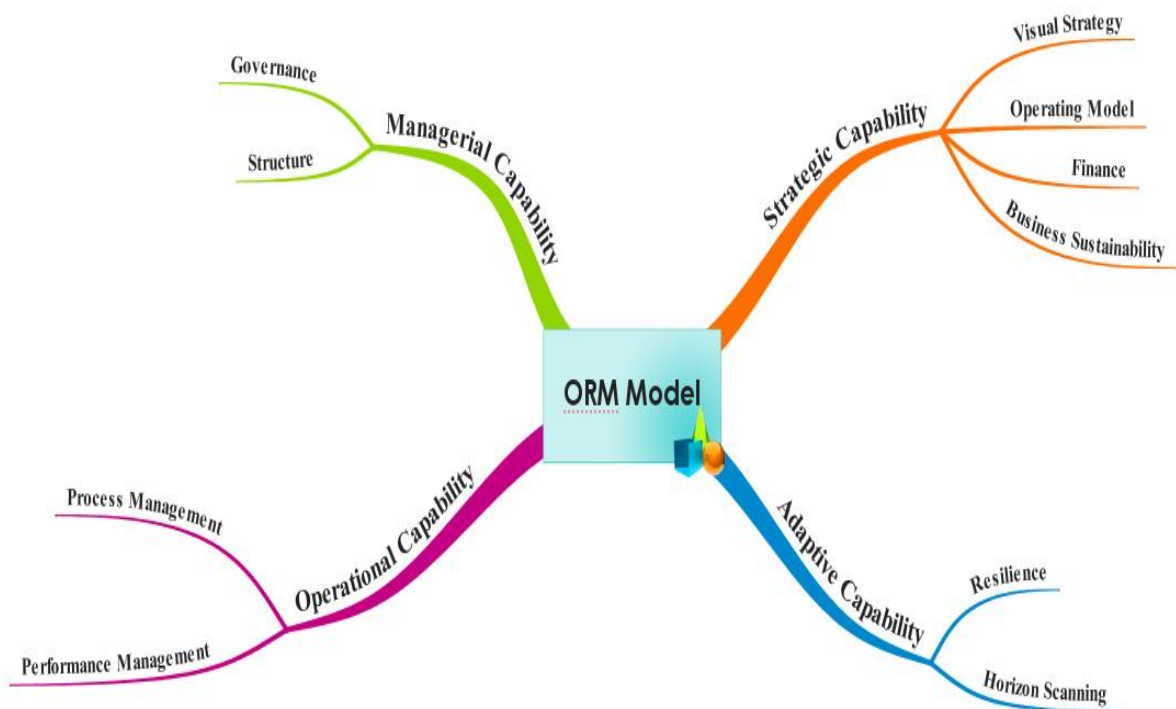 Governance
Structure
Managerial Capability
Visual Strategy
Operating Model
Finance
Business Sustainability
Strategic Capability
ORM Model
Process Management
Performance Management
Operational Capability
Adaptive Capability
Resilience
Horizon Scanning